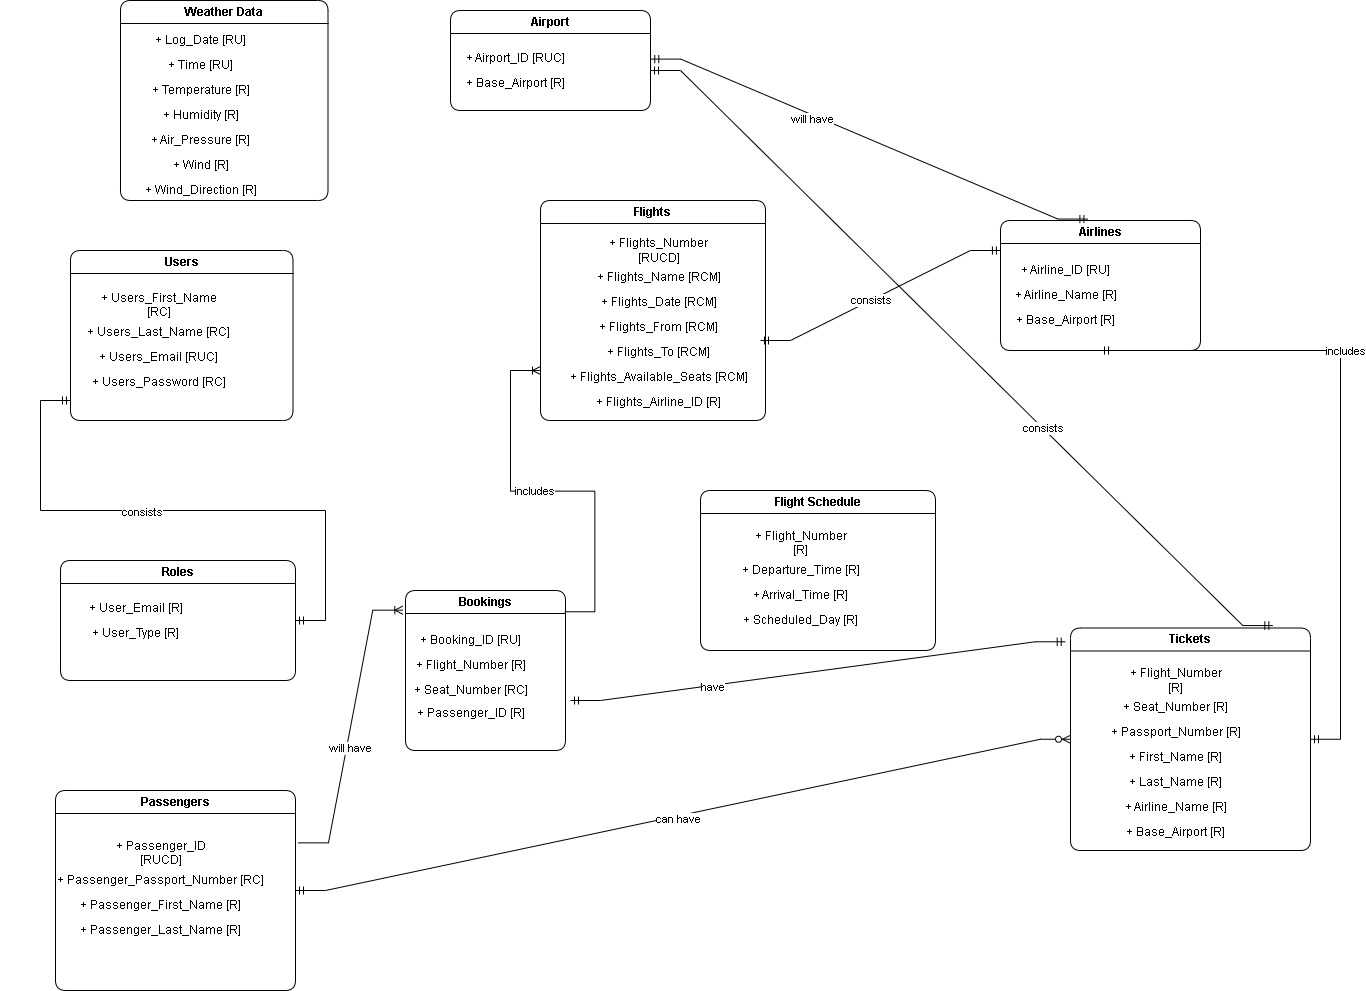 Weather Data
+ Log_Date [RU]
+ Time [RU]
+ Temperature [R]
+ Humidity [R]
+ Air_Pressure [R]
+ Wind [R]
+ Wind_Direction [R]
Airport
+ Airport_ID [RUC]
+ Base_Airport [R]
will have
Flights
+ Flights_Number
[RUCD]
+ Flights_Name [RCM]
+ Flights_Date [RCM]
+ Flights_From [RCM]
+ Flights_To [RCM]
+ Flights_Available_Seats [RCM]
+ Flights_Airline_ID [R]
consists
Airlines
+ Airline_ID [RU]
+ Airline_Name [R]
+ Base_Airport [R]
includes
Users
+ Users_First_Name
[RC]
+ Users_Last_Name [RC]
+ Users_Email [RUC]
+ Users_Password [RC]
consists
consists
includes
Flight Schedule
+ Flight_Number
[R]
+ Departure_Time [R]
+ Arrival_Time [R]
+ Scheduled_Day [R]
Roles
+ User_Email [R]
+ User_Type [R]
Bookings
+ Booking_ID [RU]
+ Flight_Number [R]
+ Seat_Number [RC]
+ Passenger_ID [R]
have
Tickets
+ Flight_Number
[R]
+ Seat_Number [R]
+ Passport_Number [R]
+ First_Name [R]
+ Last_Name [R]
+ Airline_Name [R]
+ Base_Airport [R]
will have
can have
Passengers
+ Passenger_ID
[RUCD]
+ Passenger_Passport_Number [RC]
+ Passenger_First_Name [R]
+ Passenger_Last_Name [R]